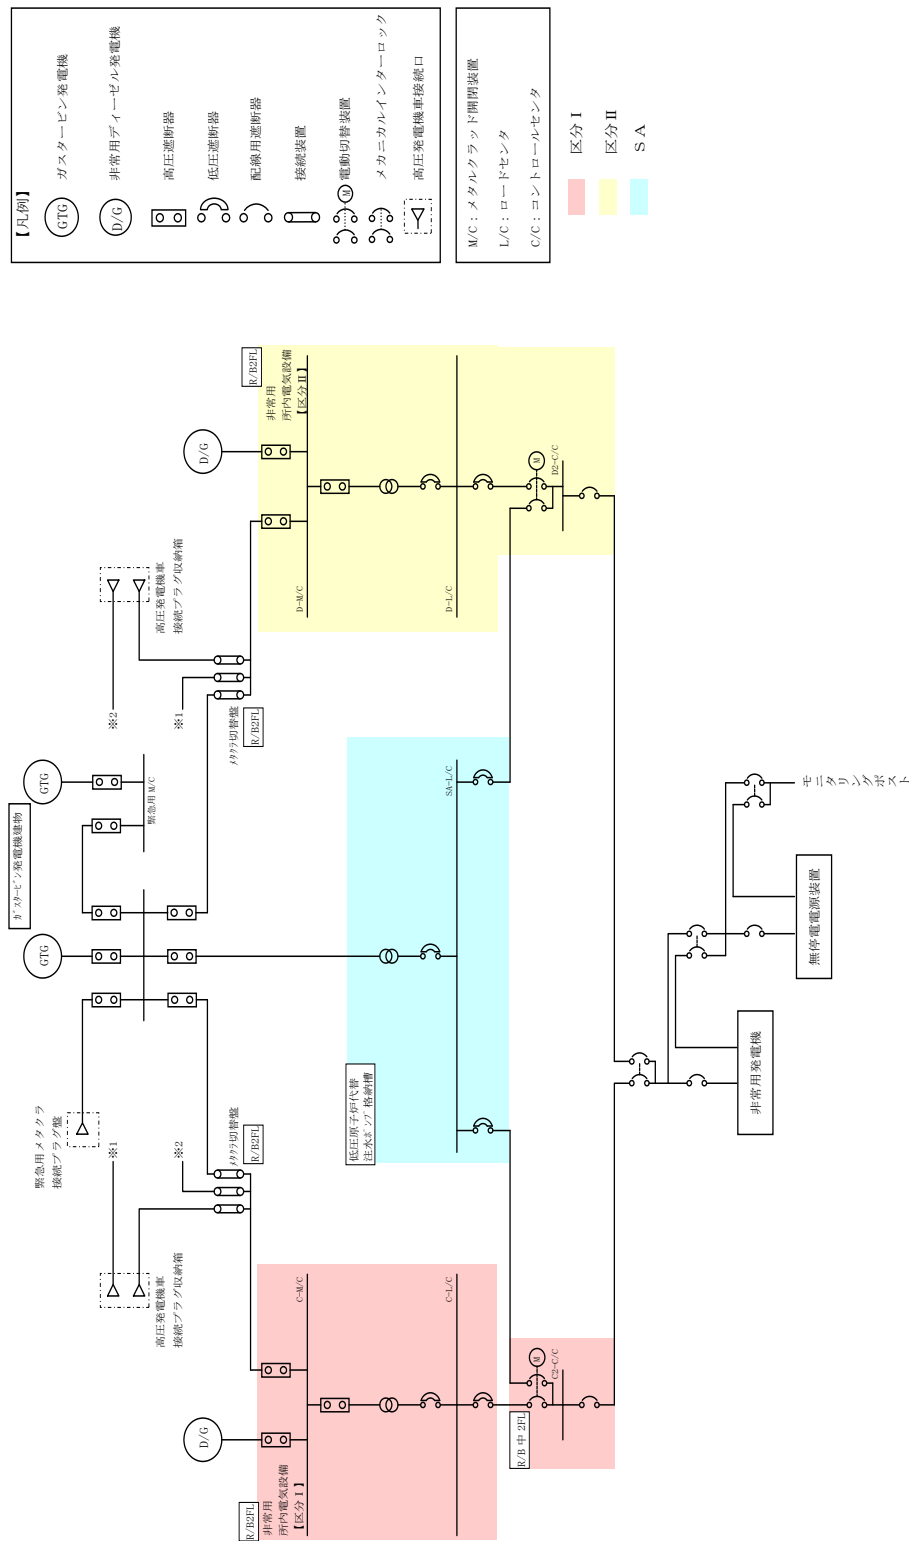 【凡例】
GTG
ガスタービン発電機
D/G
非常用ディーゼル発電機
高圧遮断器
低圧遮断器
配線用遮断器
接続装置
M
電動切替装置
メカニカルインターロック
高圧発電機車接続口
M/C：メタルクラッド開閉装置
L/C：ロードセンタ
C/C：コントロールセンタ
区分Ⅰ
区分Ⅱ
ＳＡ
ｶﾞｽﾀｰﾋﾞﾝ発電機建物
GTG
GTG
緊急用 M/C
緊急用メタクラ
接続プラグ盤
※1
※2
高圧発電機車
接続プラグ収納箱
ﾒﾀｸﾗ切替盤
R/B2FL
※2
※1
高圧発電機車
接続プラグ収納箱
ﾒﾀｸﾗ切替盤
R/B2FL
D/G
R/B2FL
非常用
所内電気設備
【区分Ⅰ】
C-M/C
C-L/C
R/B 中 2FL
M
C2-C/C
低圧原子炉代替
注水ﾎﾟﾝﾌﾟ格納槽
SA-L/C
D/G
R/B2FL
非常用
所内電気設備
【区分Ⅱ】
D-M/C
D-L/C
M
D2-C/C
非常用発電機
無停電電源装置
モニタリングポスト